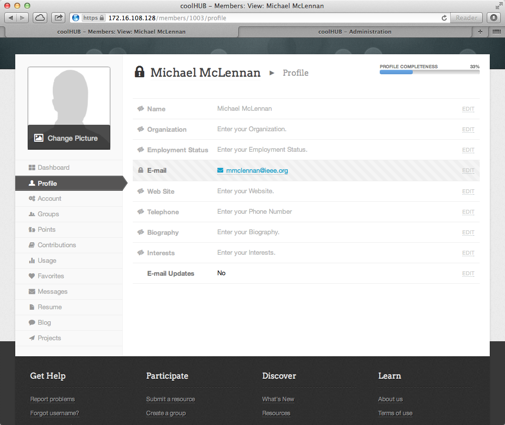 coolHUB – Members: View: Michael McLennan
https 172.16.108.128/members/1003/profile
Reader
coolHUB – Members: View: Michael McLennan
coolHUB – Administration
Michael McLennan ► Profile
PROFILE COMPLETENESS 33%
Change Picture
Dashboard
Profile
Account
Groups
Points
Contributions
Usage
Favorites
Messages
Resume
Blog
Projects
Name Michael McLennan EDIT
Organization Enter your Organization. EDIT
Employment Status Enter your Employment Status. EDIT
E-mail mmclennan@ieee.org EDIT
Web Site Enter your Website. EDIT
Telephone Enter your Phone Number EDIT
Biography Enter your Biography. EDIT
Interests Enter your Interests. EDIT
E-mail Updates No EDIT
Get Help
Report problems
Forgot username?
Participate
Submit a resource
Create a group
Discover
What's New
Resources
Learn
About us
Terms of use